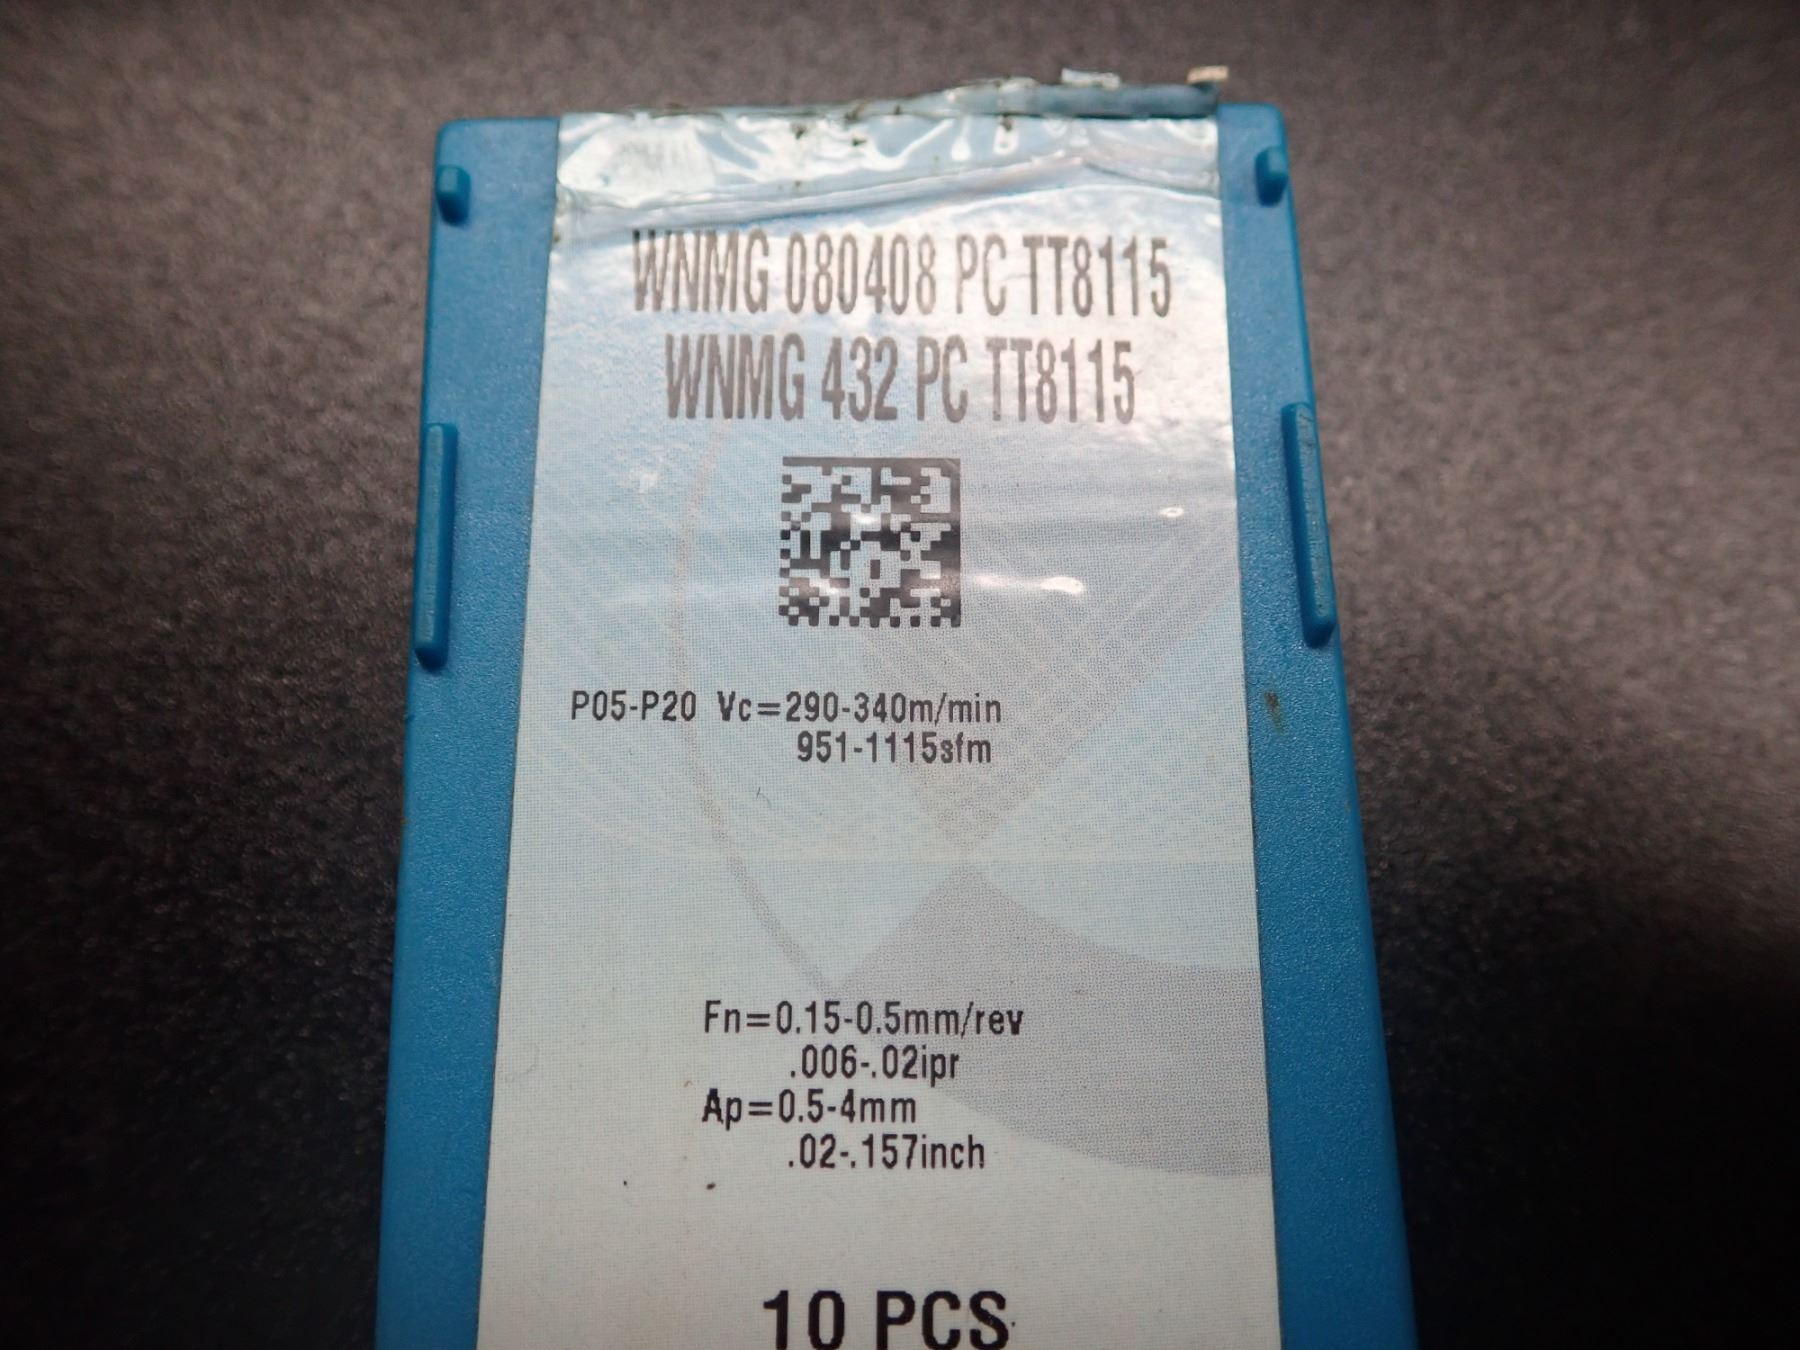 WNMG 080408 PC TT8115
WNMG 432 PC TT8115
P05-P20 Vc=290-340m/min
951-1115sfm
Fn=0.15-0.5mm/rev
.006-.02ipr
Ap=0.5-4mm
.02-.157inch
10 PCS